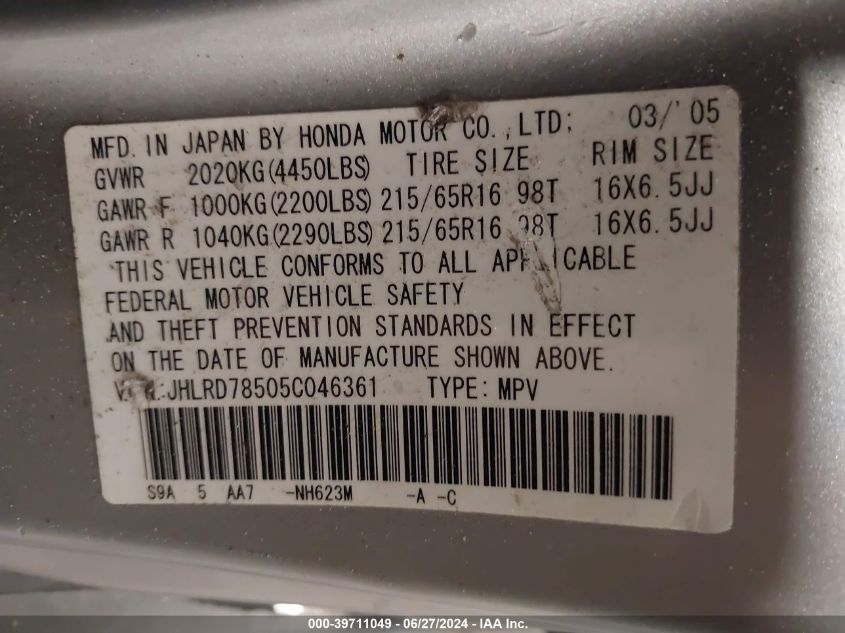 MFD. IN JAPAN BY HONDA MOTOR CO., LTD; 03/'05
GVWR 2020KG(4450LBS) TIRE SIZE RIM SIZE
GAWR F 1000KG(2200LBS) 215/65R16 98T 16X6.5JJ
GAWR R 1040KG(2290LBS) 215/65R16 98T 16X6.5JJ
THIS VEHICLE CONFORMS TO ALL APPLICABLE
FEDERAL MOTOR VEHICLE SAFETY
AND THEFT PREVENTION STANDARDS IN EFFECT
ON THE DATE OF MANUFACTURE SHOWN ABOVE.
JHLRD78505C046361 TYPE: MPV
S9A 5 AA7 -NH623M -A -C
000-39711049 - 06/27/2024 - IAA Inc.